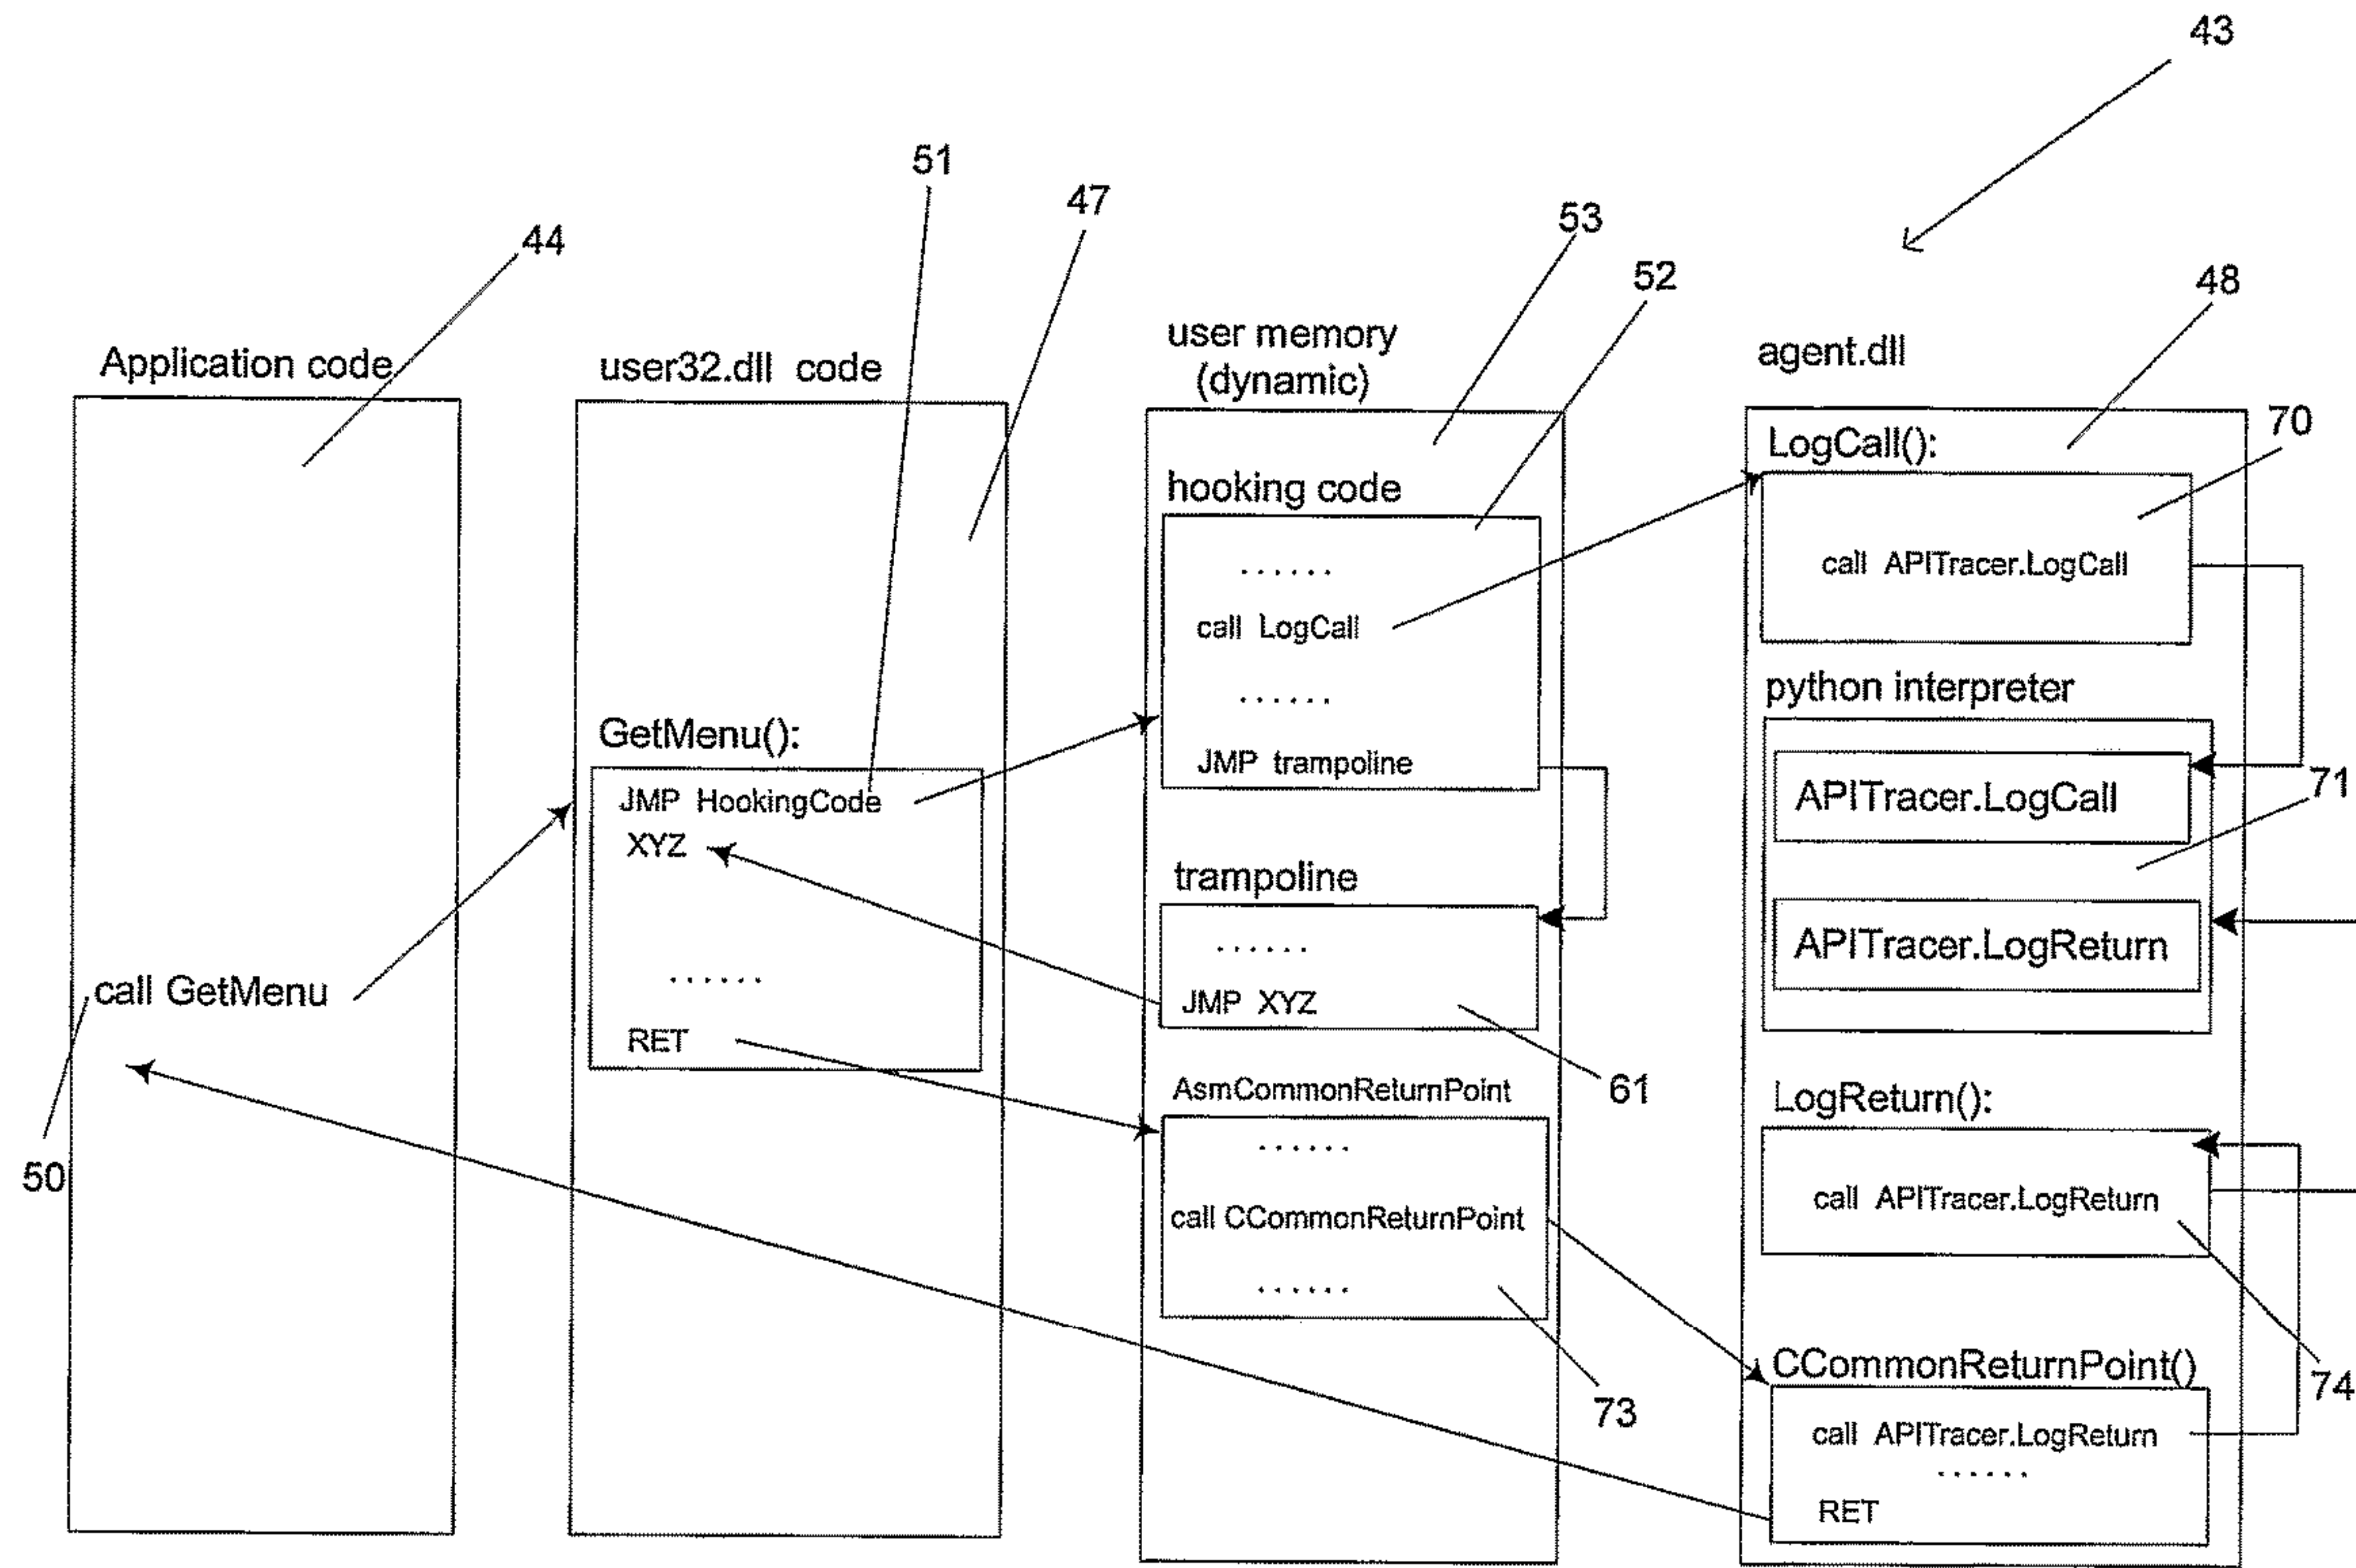 43
51
47
53
44
52
48
Application code
user32.dll code
user memory
(dynamic)
agent.dll
call GetMenu
50
GetMenu():
JMP HookingCode
XYZ
......
RET
hooking code
......
call LogCall
......
JMP trampoline
trampoline
......
JMP XYZ
61
AsmCommonReturnPoint
......
call CCommonReturnPoint
......
73
LogCall():
70
call APITracer.LogCall
python interpreter
APITracer.LogCall
71
APITracer.LogReturn
LogReturn():
call APITracer.LogReturn
74
CCommonReturnPoint()
call APITracer.LogReturn
......
RET